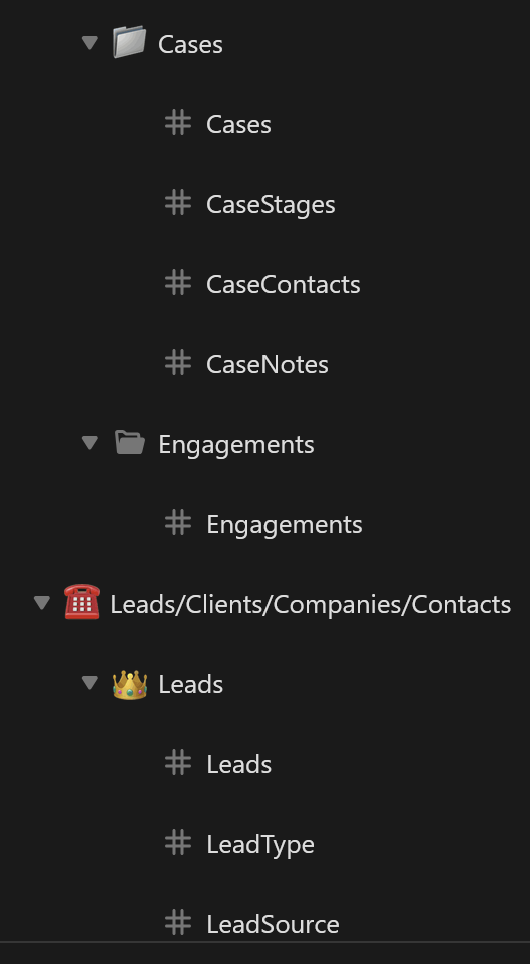 Cases
Cases
CaseStages
CaseContacts
CaseNotes
Engagements
Engagements
Leads/Clients/Companies/Contacts
Leads
Leads
LeadType
LeadSource